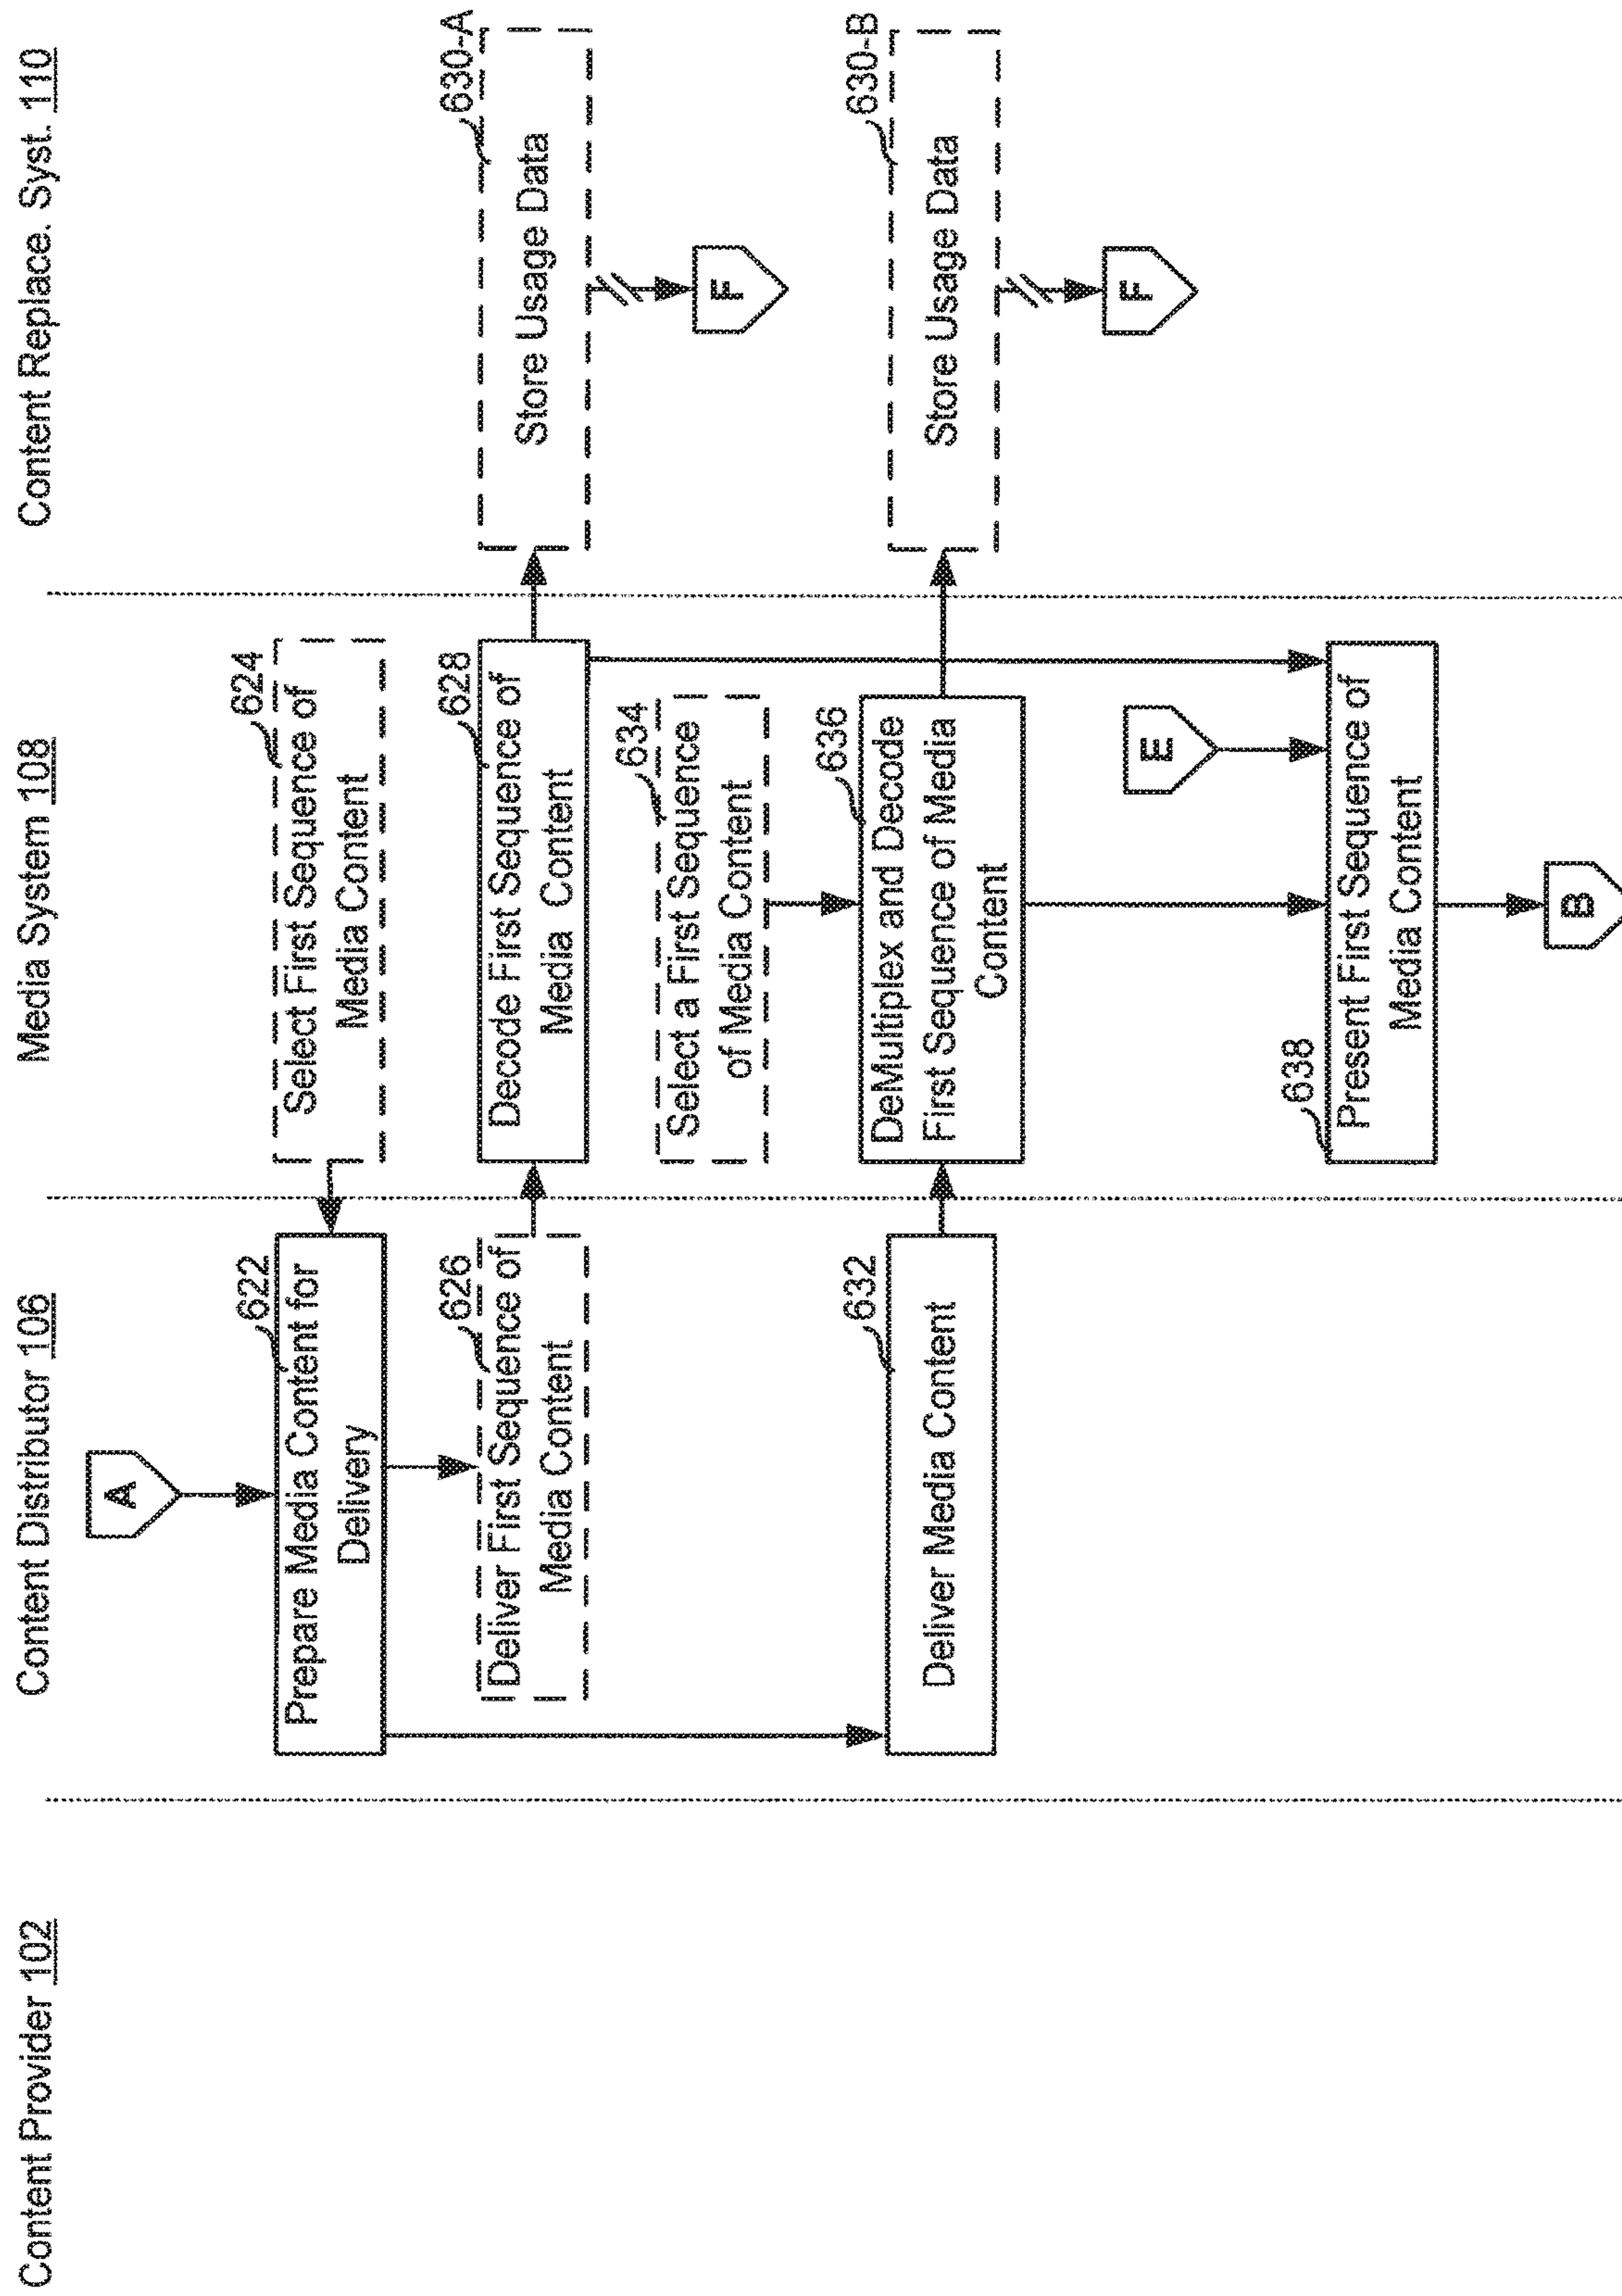 Content Provider 102
Content Distributor 106
Media System 108
Content Replace. Syst. 110
A
622
Prepare Media Content for
Delivery
624
Select First Sequence of
Media Content
626
Deliver First Sequence of
Media Content
628
Decode First Sequence of
Media Content
630-A
Store Usage Data
F
634
Select a First Sequence
of Media Content
632
Deliver Media Content
636
DeMultiplex and Decode
First Sequence of Media
Content
630-B
Store Usage Data
F
E
638
Present First Sequence of
Media Content
B